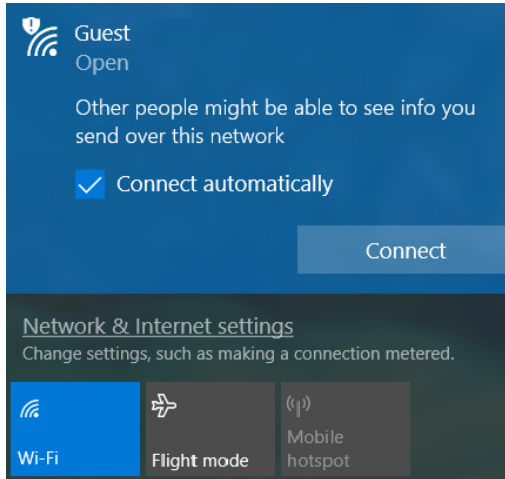 Guest
Open
Other people might be able to see info you
send over this network
Connect automatically
Connect
Network & Internet settings
Change settings, such as making a connection metered.
Wi-Fi
Flight mode
Mobile
hotspot